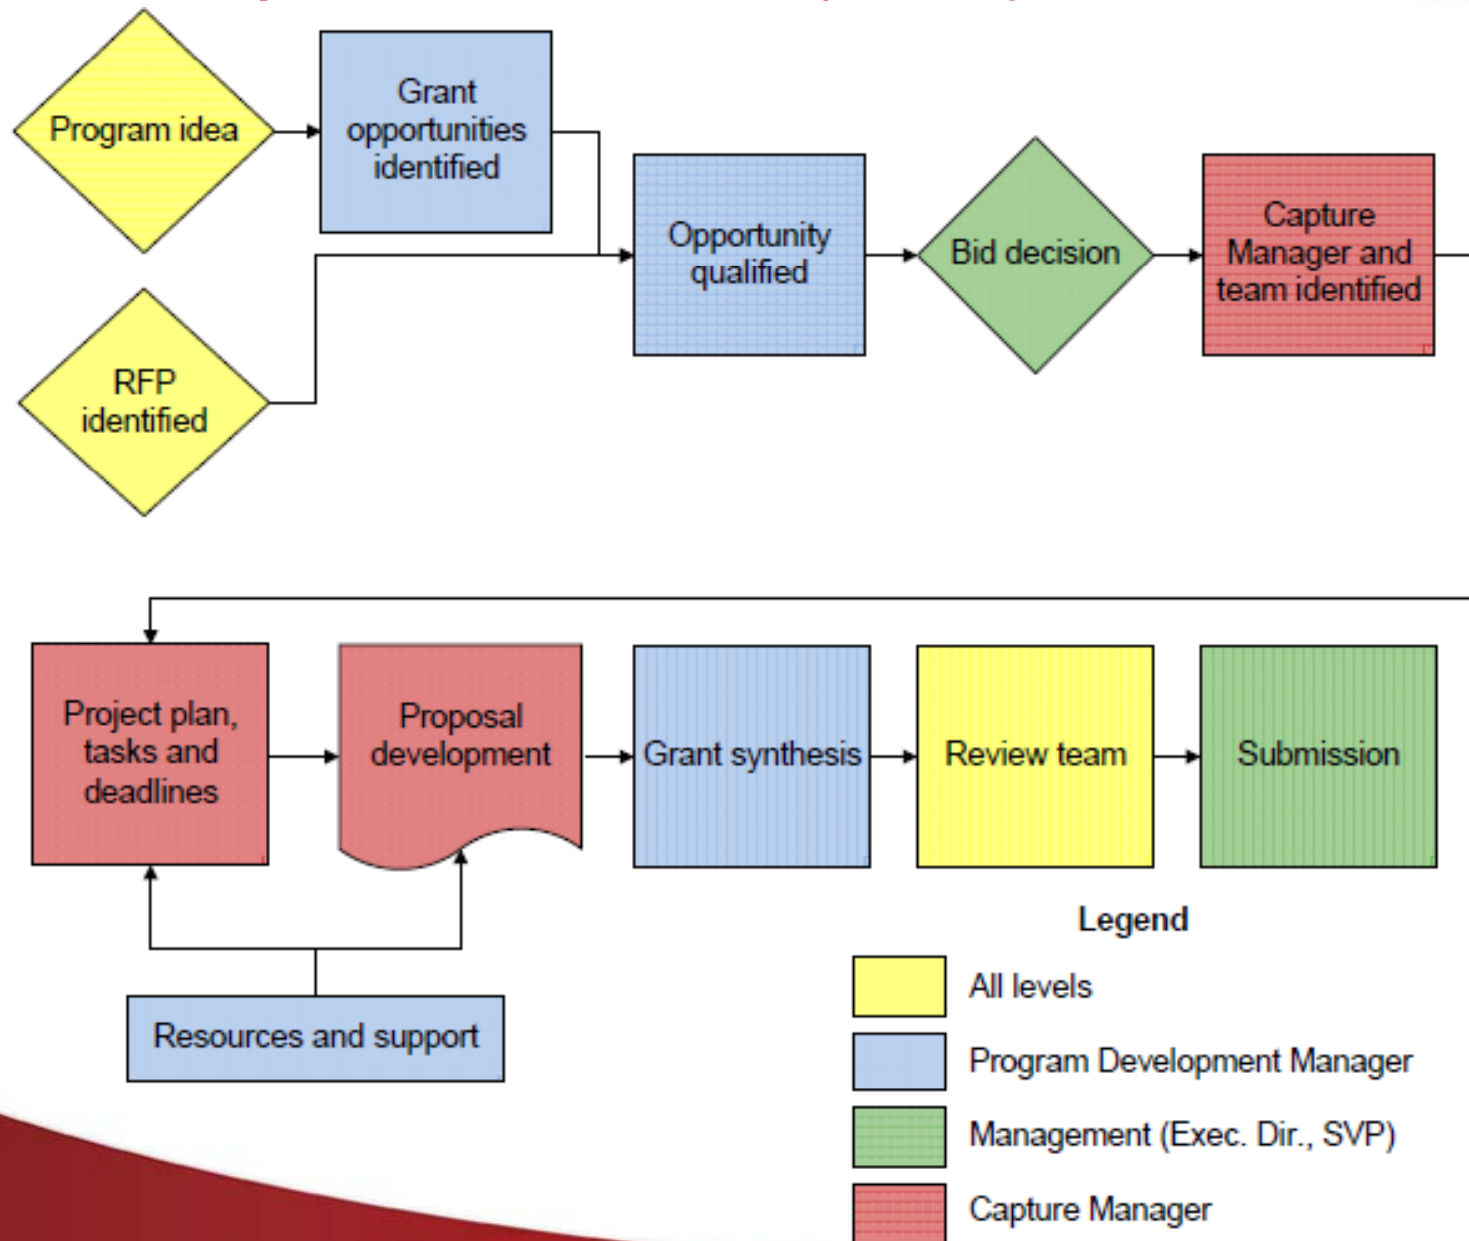 Program idea
Grant
opportunities
identified
Opportunity
qualified
Bid decision
Capture
Manager and
team identified
RFP
identified
Project plan,
tasks and
deadlines
Proposal
development
Grant synthesis
Review team
Submission
Resources and support
Legend
All levels
Program Development Manager
Management (Exec. Dir., SVP)
Capture Manager